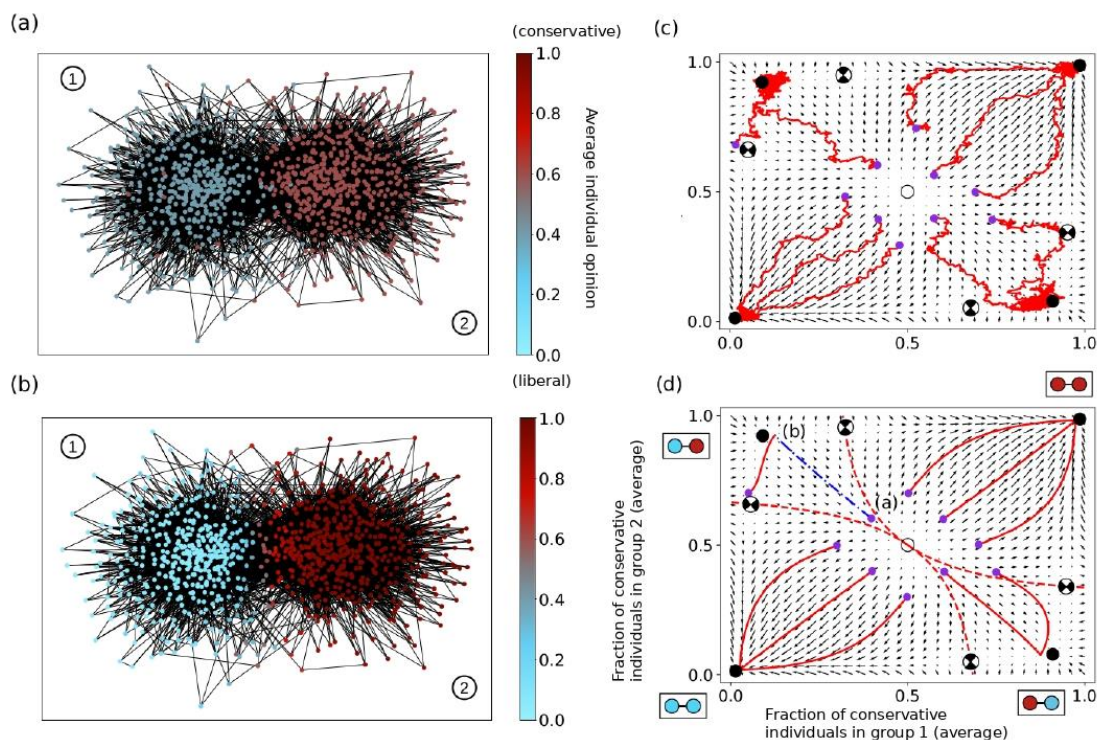 (a)
(conservative)
1
2
1.0
0.8
0.6
0.4
0.2
0.0
Average individual opinion
(liberal)
(b)
1
2
1.0
0.8
0.6
0.4
0.2
0.0
(c)
1.0
0.5
0.0
0.0
0.5
1.0
(d)
1.0
0.5
0.0
(b)
(a)
0.0
0.5
1.0
Fraction of conservative
individuals in group 2 (average)
Fraction of conservative
individuals in group 1 (average)